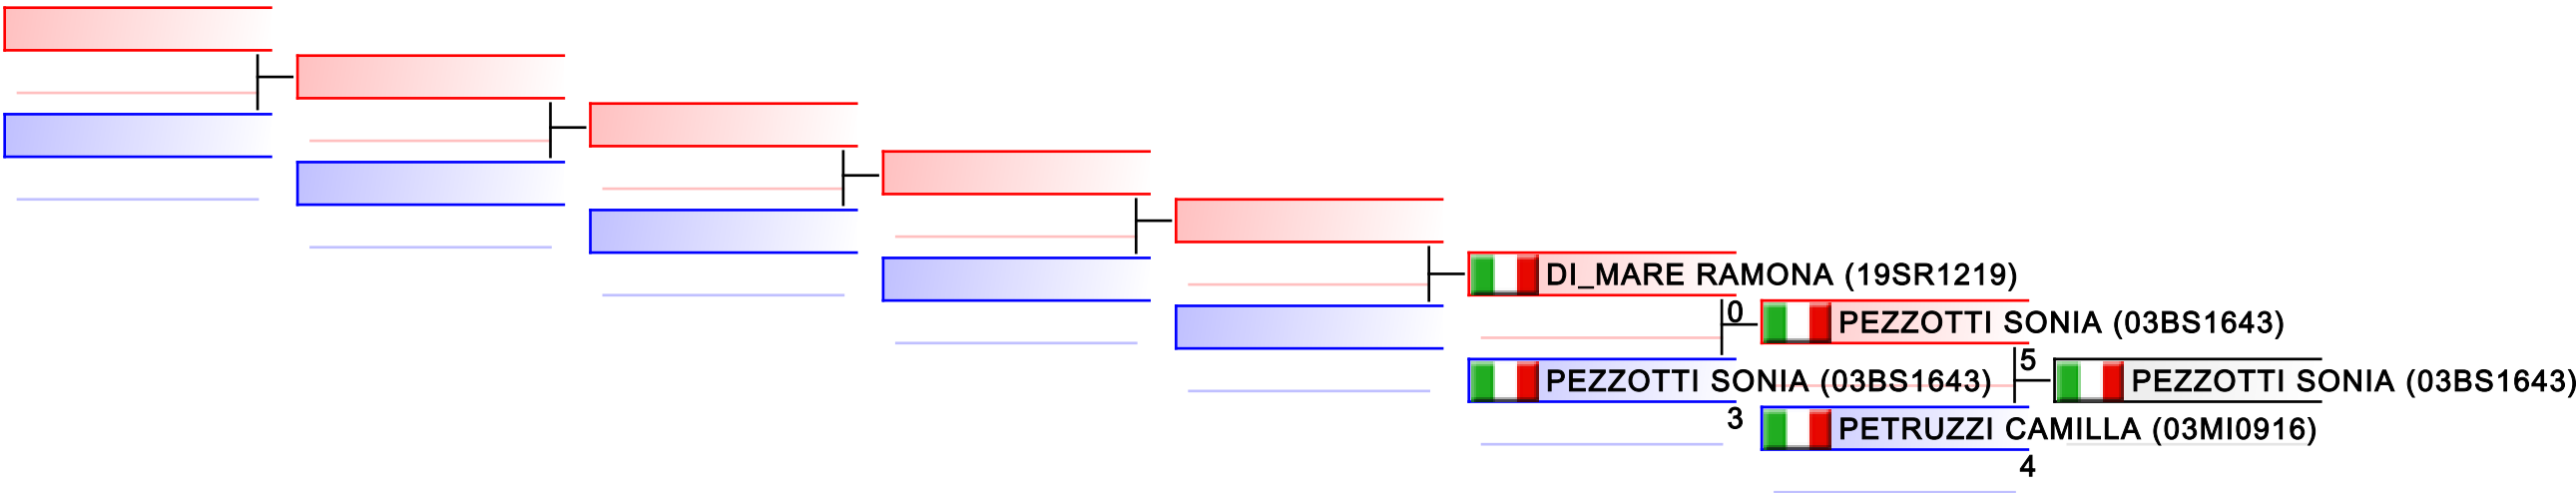 DI_MARE RAMONA (19SR1219)
0
PEZZOTTI SONIA (03BS1643)
5
PEZZOTTI SONIA (03BS1643)
PEZZOTTI SONIA (03BS1643)
3
PETRUZZI CAMILLA (03MI0916)
4